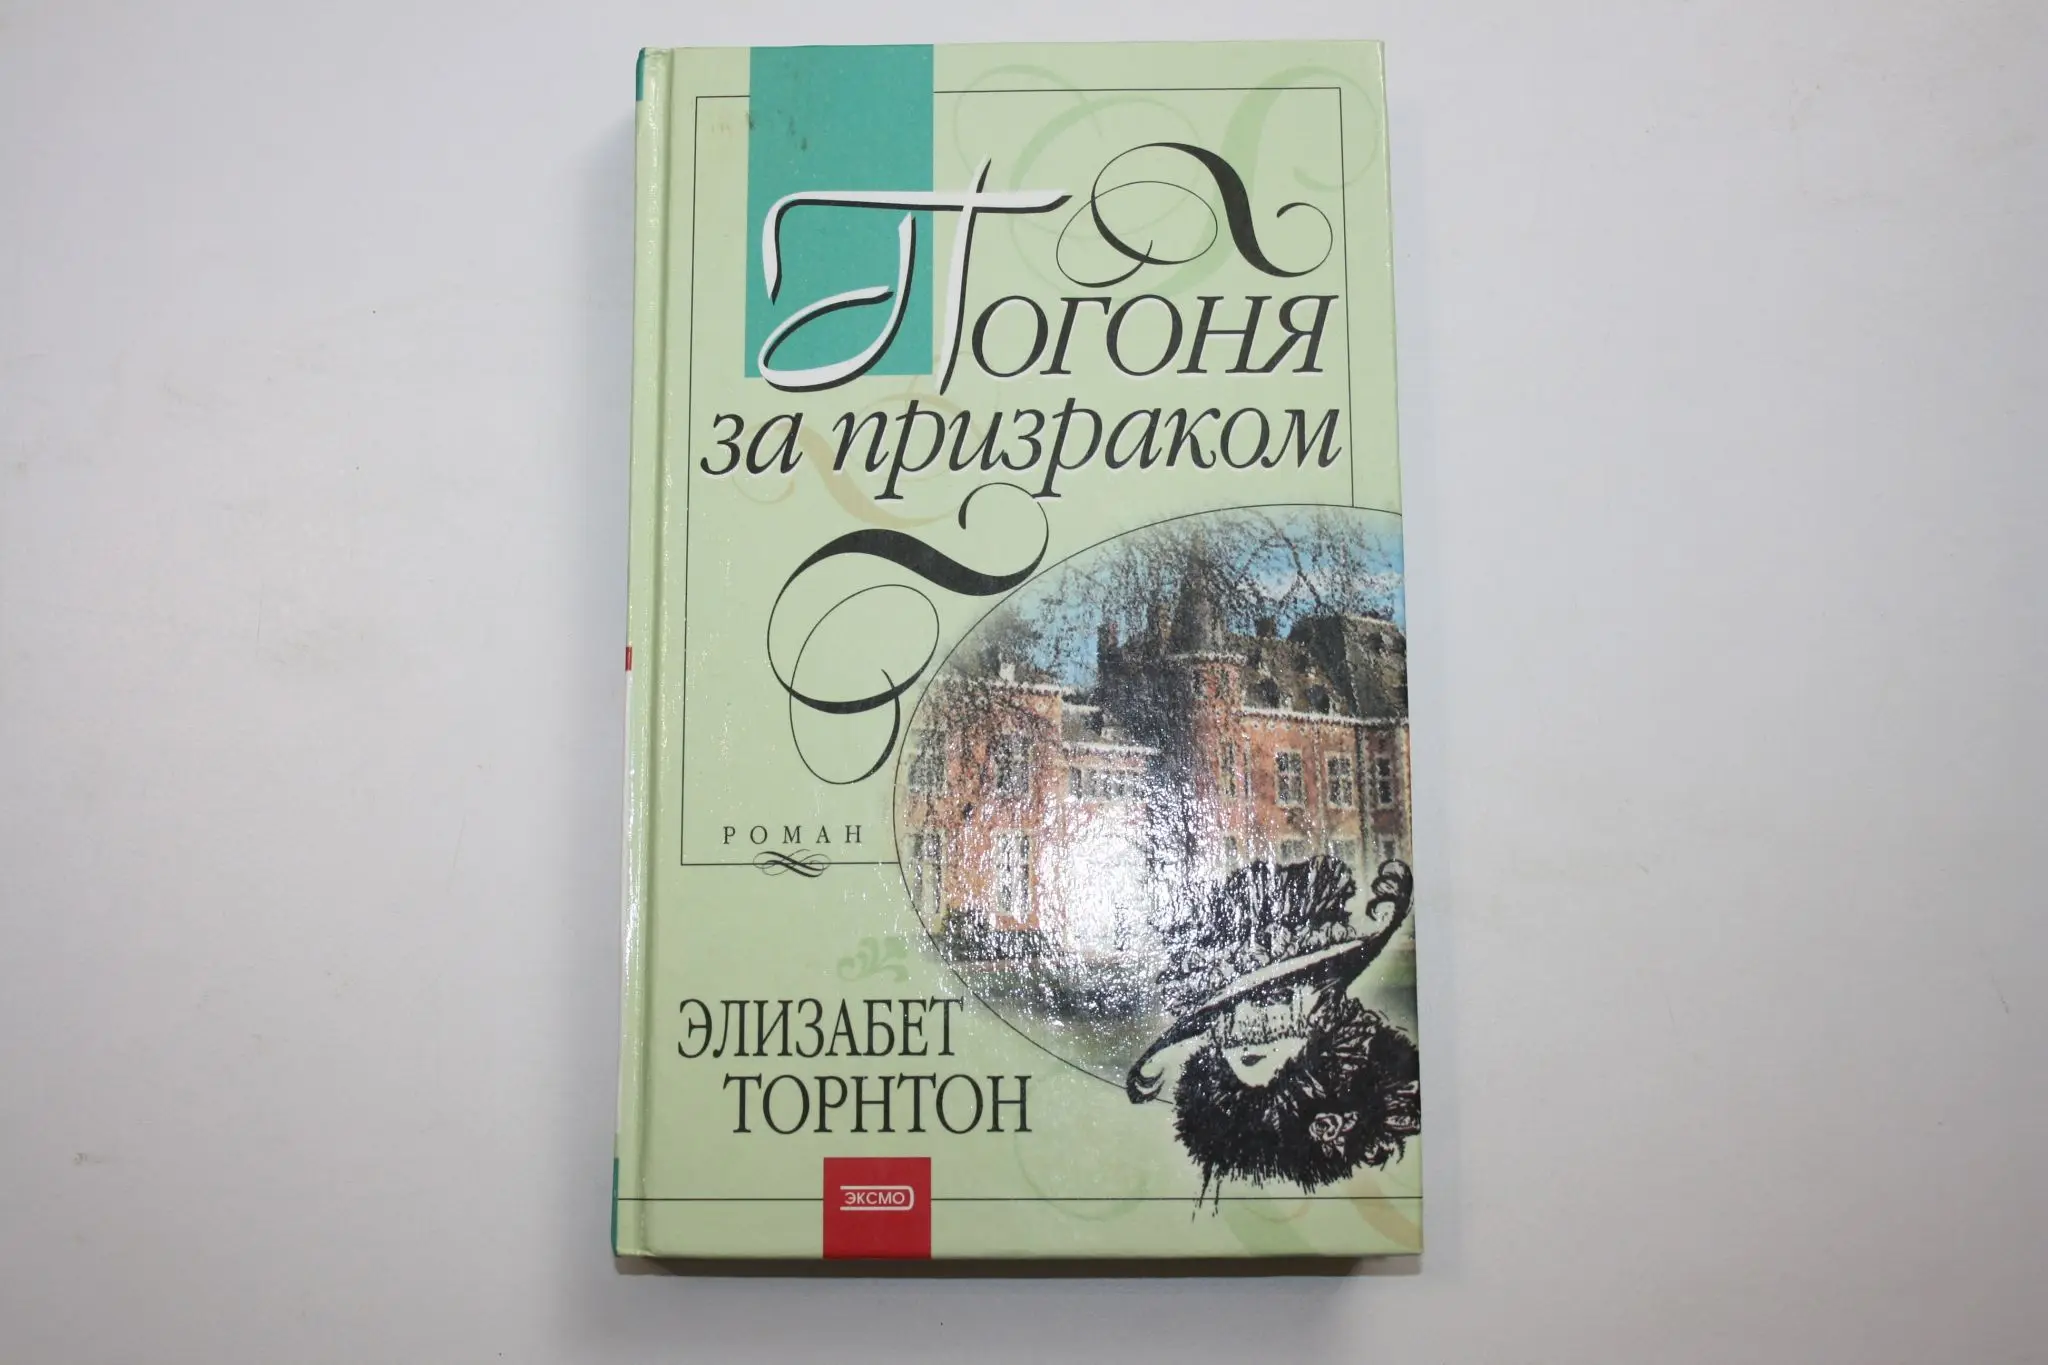 Погоня
за призраком
РОМАН
ЭЛИЗАБЕТ
ТОРНТОН
ЭКСМО